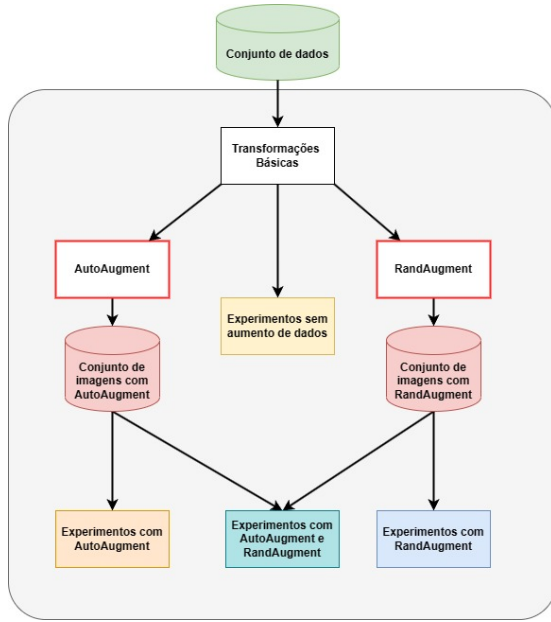 Conjunto de dados
Transformações
Básicas
AutoAugment
RandAugment
Experimentos sem
aumento de dados
Conjunto de
imagens com
AutoAugment
Conjunto de
imagens com
RandAugment
Experimentos com
AutoAugment
Experimentos com
AutoAugment e
RandAugment
Experimentos com
RandAugment